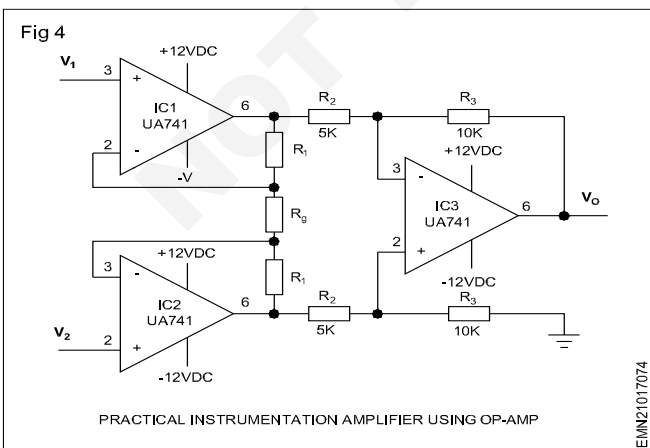 Fig 4
NOT
V1
+12VDC
3
+
IC1
UA741
6
2
-
-V
R1
Rg
R1
R2
5K
R3
10K
+12VDC
3
-
IC3
UA741
6
VO
2
+
-12VDC
+12VDC
3
-
IC2
UA741
6
V2
2
+
-12VDC
R2
5K
R3
10K
PRACTICAL INSTRUMENTATION AMPLIFIER USING OP-AMP
EMN21017074